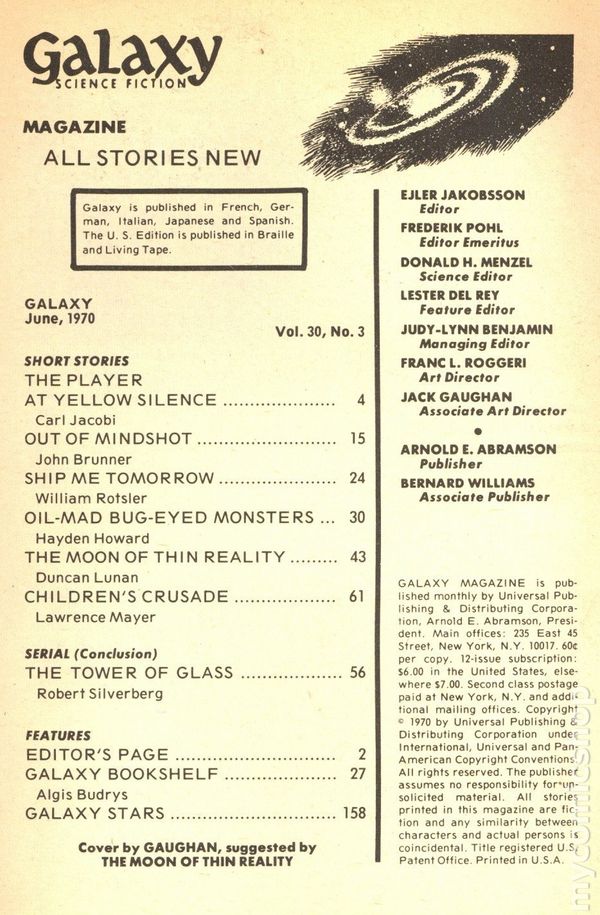 Galaxy
SCIENCE FICTION
MAGAZINE
ALL STORIES NEW
Galaxy is published in French, Ger-
man, Italian, Japanese and Spanish.
The U. S. Edition is published in Braille
and Living Tape.
GALAXY
June, 1970
Vol. 30, No. 3
SHORT STORIES
THE PLAYER
AT YELLOW SILENCE .................... 4
Carl Jacobi
OUT OF MINDSHOT ........................ 15
John Brunner
SHIP ME TOMORROW ..................... 24
William Rotsler
OIL-MAD BUG-EYED MONSTERS ... 30
Hayden Howard
THE MOON OF THIN REALITY ......... 43
Duncan Lunan
CHILDREN'S CRUSADE .................. 61
Lawrence Mayer
SERIAL (Conclusion)
THE TOWER OF GLASS .................. 56
Robert Silverberg
FEATURES
EDITOR'S PAGE ............................ 2
GALAXY BOOKSHELF .................... 27
Algis Budrys
GALAXY STARS ............................. 158
Cover by GAUGHAN, suggested by
THE MOON OF THIN REALITY
EJLER JAKOBSSON
Editor
FREDERIK POHL
Editor Emeritus
DONALD H. MENZEL
Science Editor
LESTER DEL REY
Feature Editor
JUDY-LYNN BENJAMIN
Managing Editor
FRANC L. ROGGERI
Art Director
JACK GAUGHAN
Associate Art Director
•
ARNOLD E. ABRAMSON
Publisher
BERNARD WILLIAMS
Associate Publisher
GALAXY MAGAZINE is pub-
lished monthly by Universal Pub-
lishing & Distributing Corpora-
tion, Arnold E. Abramson, Presi-
dent. Main offices: 235 East 45
Street, New York, N.Y. 10017. 60¢
per copy. 12-issue subscription:
$6.00 in the United States, else-
where $7.00. Second class postage
paid at New York, N.Y. and addi-
tional mailing offices. Copyright
© 1970 by Universal Publishing &
Distributing Corporation under
International, Universal and Pan-
American Copyright Conventions.
All rights reserved. The publisher
assumes no responsibility for un-
solicited material. All stories
printed in this magazine are fic-
tion and any similarity between
characters and actual persons is
coincidental. Title registered U.S.
Patent Office. Printed in U.S.A.
mycomicshop